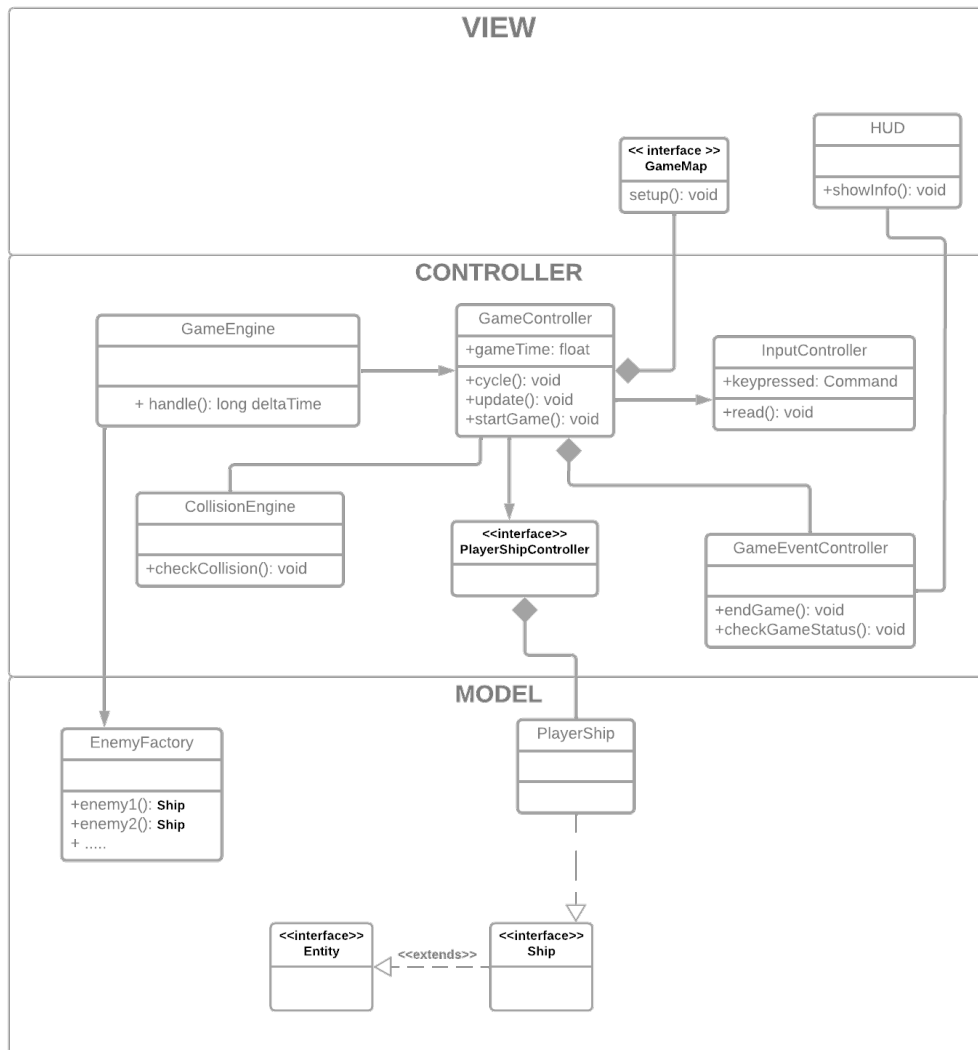 VIEW
<< interface >>
GameMap
setup(): void
HUD
+showInfo(): void
CONTROLLER
GameEngine
+ handle(): long deltaTime
GameController
+gameTime: float
+cycle(): void
+update(): void
+startGame(): void
InputController
+keypressed: Command
+read(): void
CollisionEngine
+checkCollision(): void
<<interface>>
PlayerShipController
GameEventController
+endGame(): void
+checkGameStatus(): void
MODEL
EnemyFactory
+enemy1(): Ship
+enemy2(): Ship
+ .....
PlayerShip
<<interface>>
Entity
<<extends>>
<<interface>>
Ship